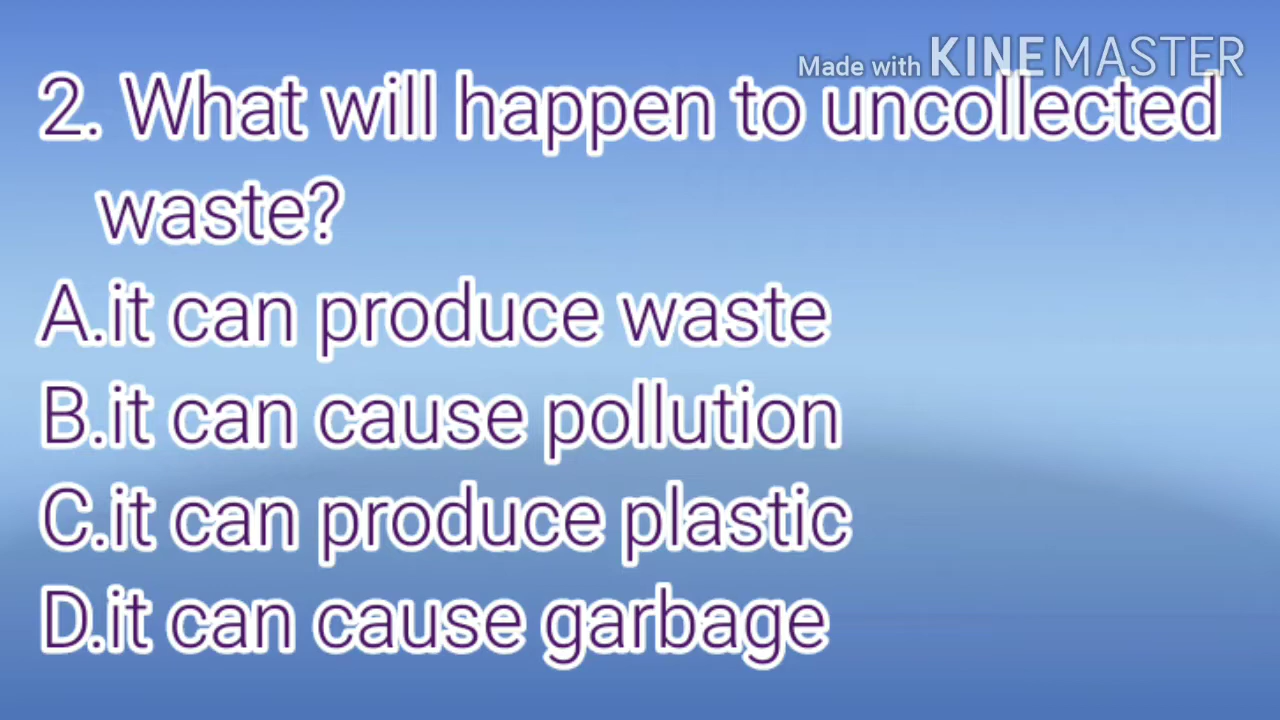 Made with KINEMASTER
2. What will happen to uncollected
waste?
A.it can produce waste
B.it can cause pollution
C.it can produce plastic
D.it can cause garbage